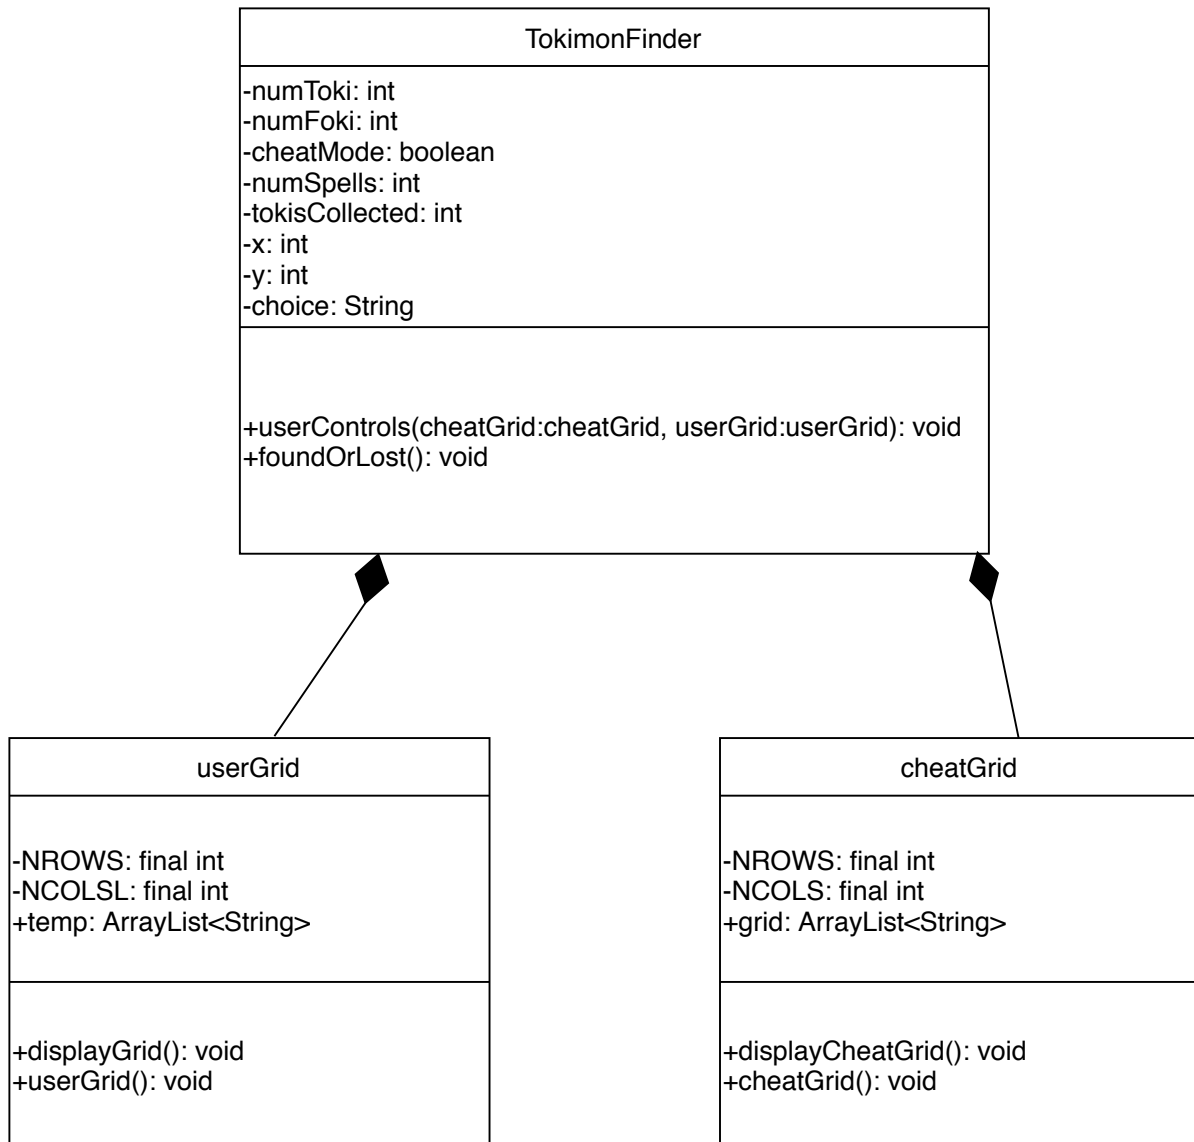 TokimonFinder
-numToki: int
-numFoki: int
-cheatMode: boolean
-numSpells: int
-tokisCollected: int
-x: int
-y: int
-choice: String
+userControls(cheatGrid:cheatGrid, userGrid:userGrid): void
+foundOrLost(): void
userGrid
-NROWS: final int
-NCOLSL: final int
+temp: ArrayList<String>
+displayGrid(): void
+userGrid(): void
cheatGrid
-NROWS: final int
-NCOLS: final int
+grid: ArrayList<String>
+displayCheatGrid(): void
+cheatGrid(): void